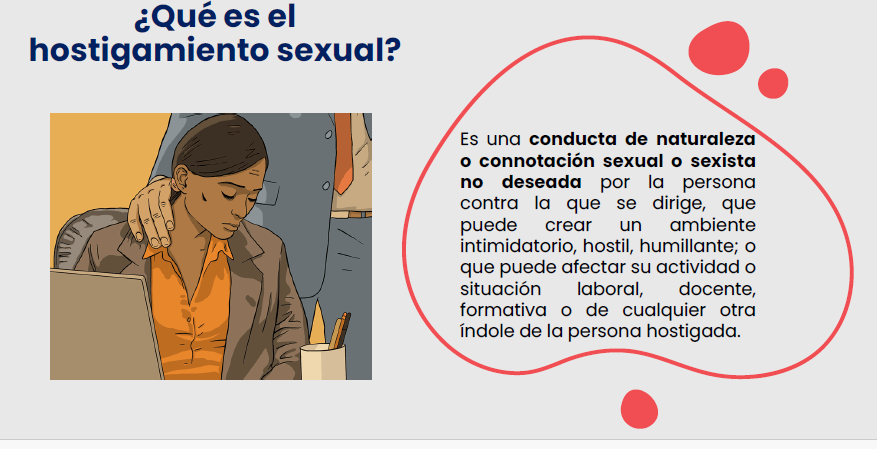 ¿Qué es el
hostigamiento sexual?
Es una conducta de naturaleza
o connotación sexual o sexista
no deseada por la persona
contra la que se dirige, que
puede crear un ambiente
intimidatorio, hostil, humillante; o
que puede afectar su actividad o
situación laboral, docente,
formativa o de cualquier otra
índole de la persona hostigada.